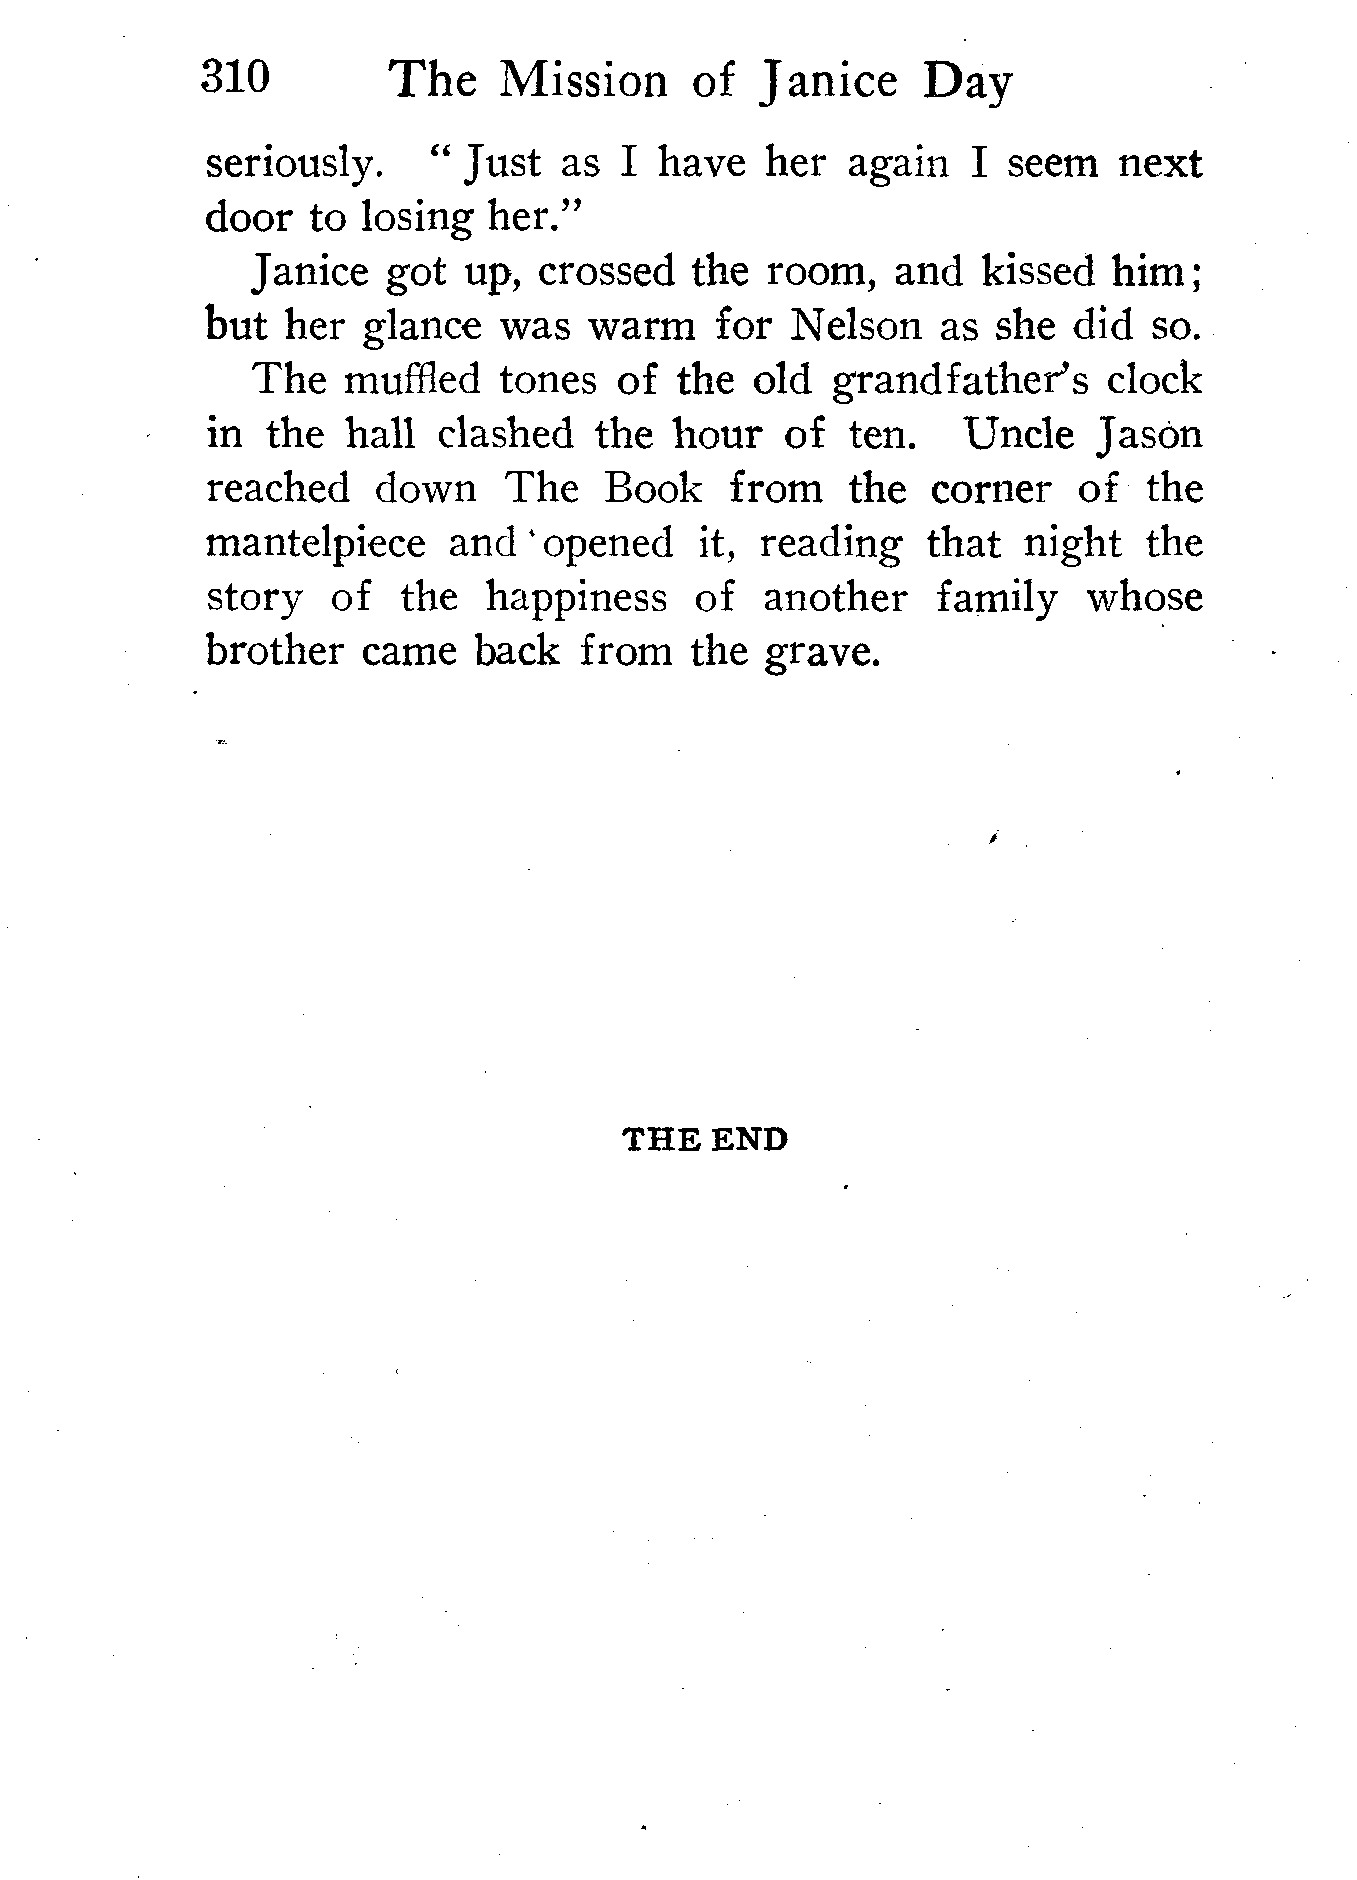 310 The Mission of Janice Day
seriously. “ Just as I have her again I seem next
door to losing her.”
Janice got up, crossed the room, and kissed him;
but her glance was warm for Nelson as she did so.
The muffled tones of the old grandfather's clock
in the hall clashed the hour of ten. Uncle Jason
reached down The Book from the corner of the
mantelpiece and opened it, reading that night the
story of the happiness of another family whose
brother came back from the grave.
THE END